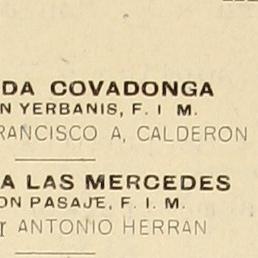 DA COVADONGA
N YERBANIS, F. I M.
RANCISCO A, CALDERON
A LAS MERCEDES
ON PASAJE, F. I. M.
r ANTONIO HERRAN